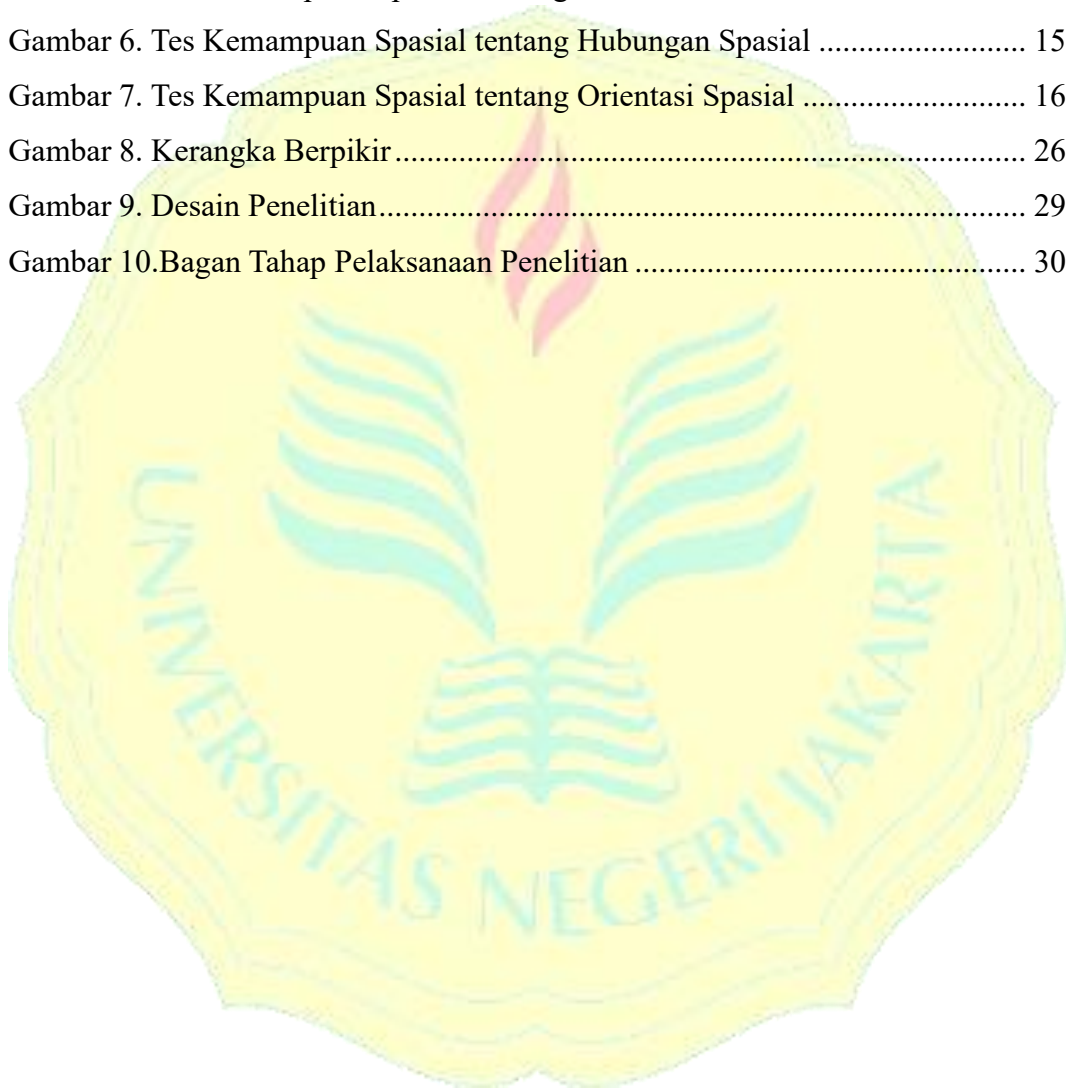 Gambar 6. Tes Kemampuan Spasial tentang Hubungan Spasial .......................... 15
Gambar 7. Tes Kemampuan Spasial tentang Orientasi Spasial ............................ 16
Gambar 8. Kerangka Berpikir............................................................................... 26
Gambar 9. Desain Penelitian................................................................................. 29
Gambar 10.Bagan Tahap Pelaksanaan Penelitian ................................................. 30
UNIVERSITAS NEGERI JAKARTA